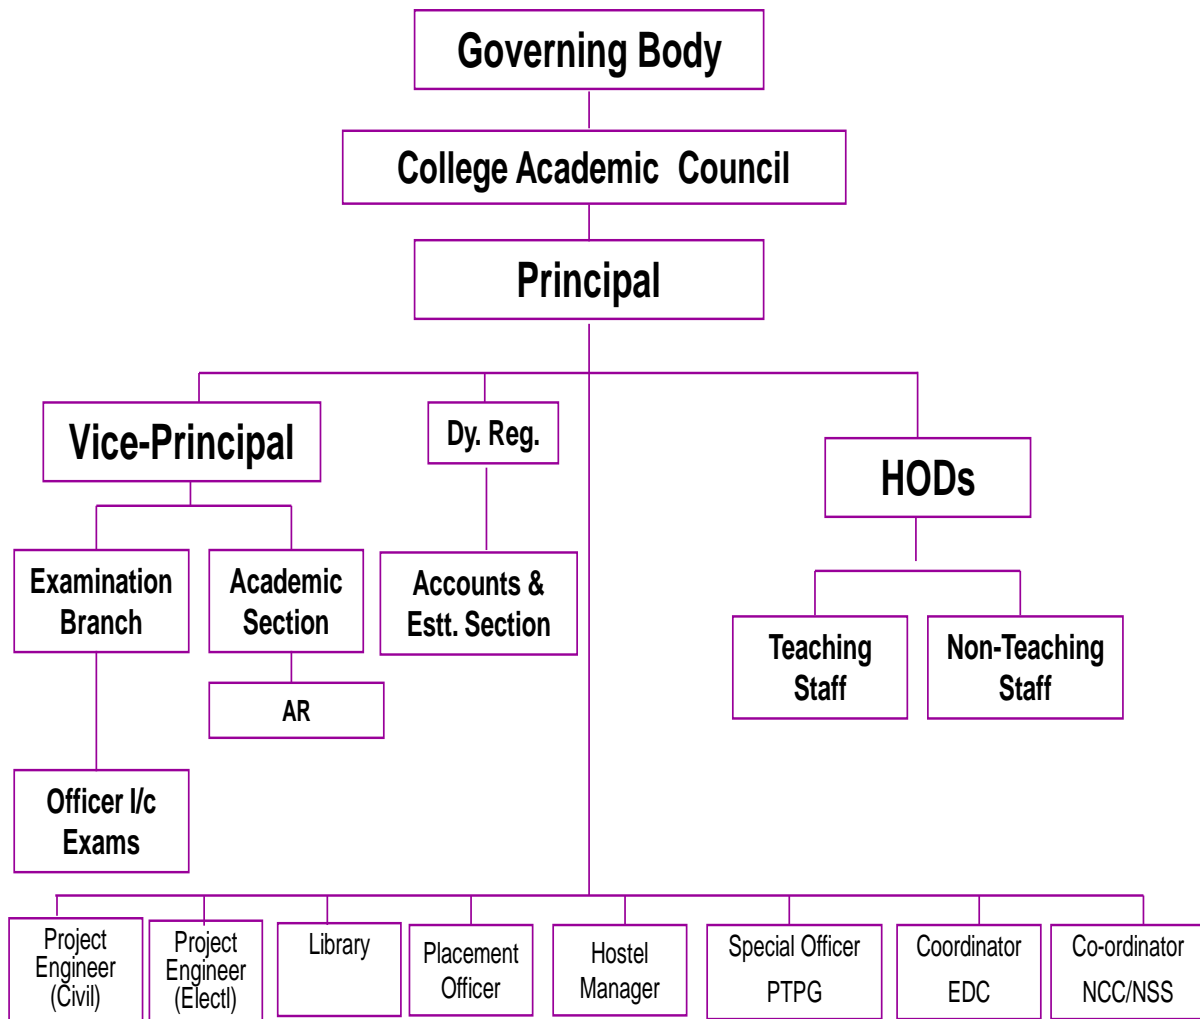 Governing Body
College Academic Council
Principal
Vice-Principal
Dy. Reg.
HODs
Examination
Branch
Academic
Section
Accounts &
Estt. Section
Teaching
Staff
Non-Teaching
Staff
AR
Officer I/c
Exams
Project
Engineer
(Civil)
Project
Engineer
(Electl)
Library
Placement
Officer
Hostel
Manager
Special Officer
PTPG
Coordinator
EDC
Co-ordinator
NCC/NSS